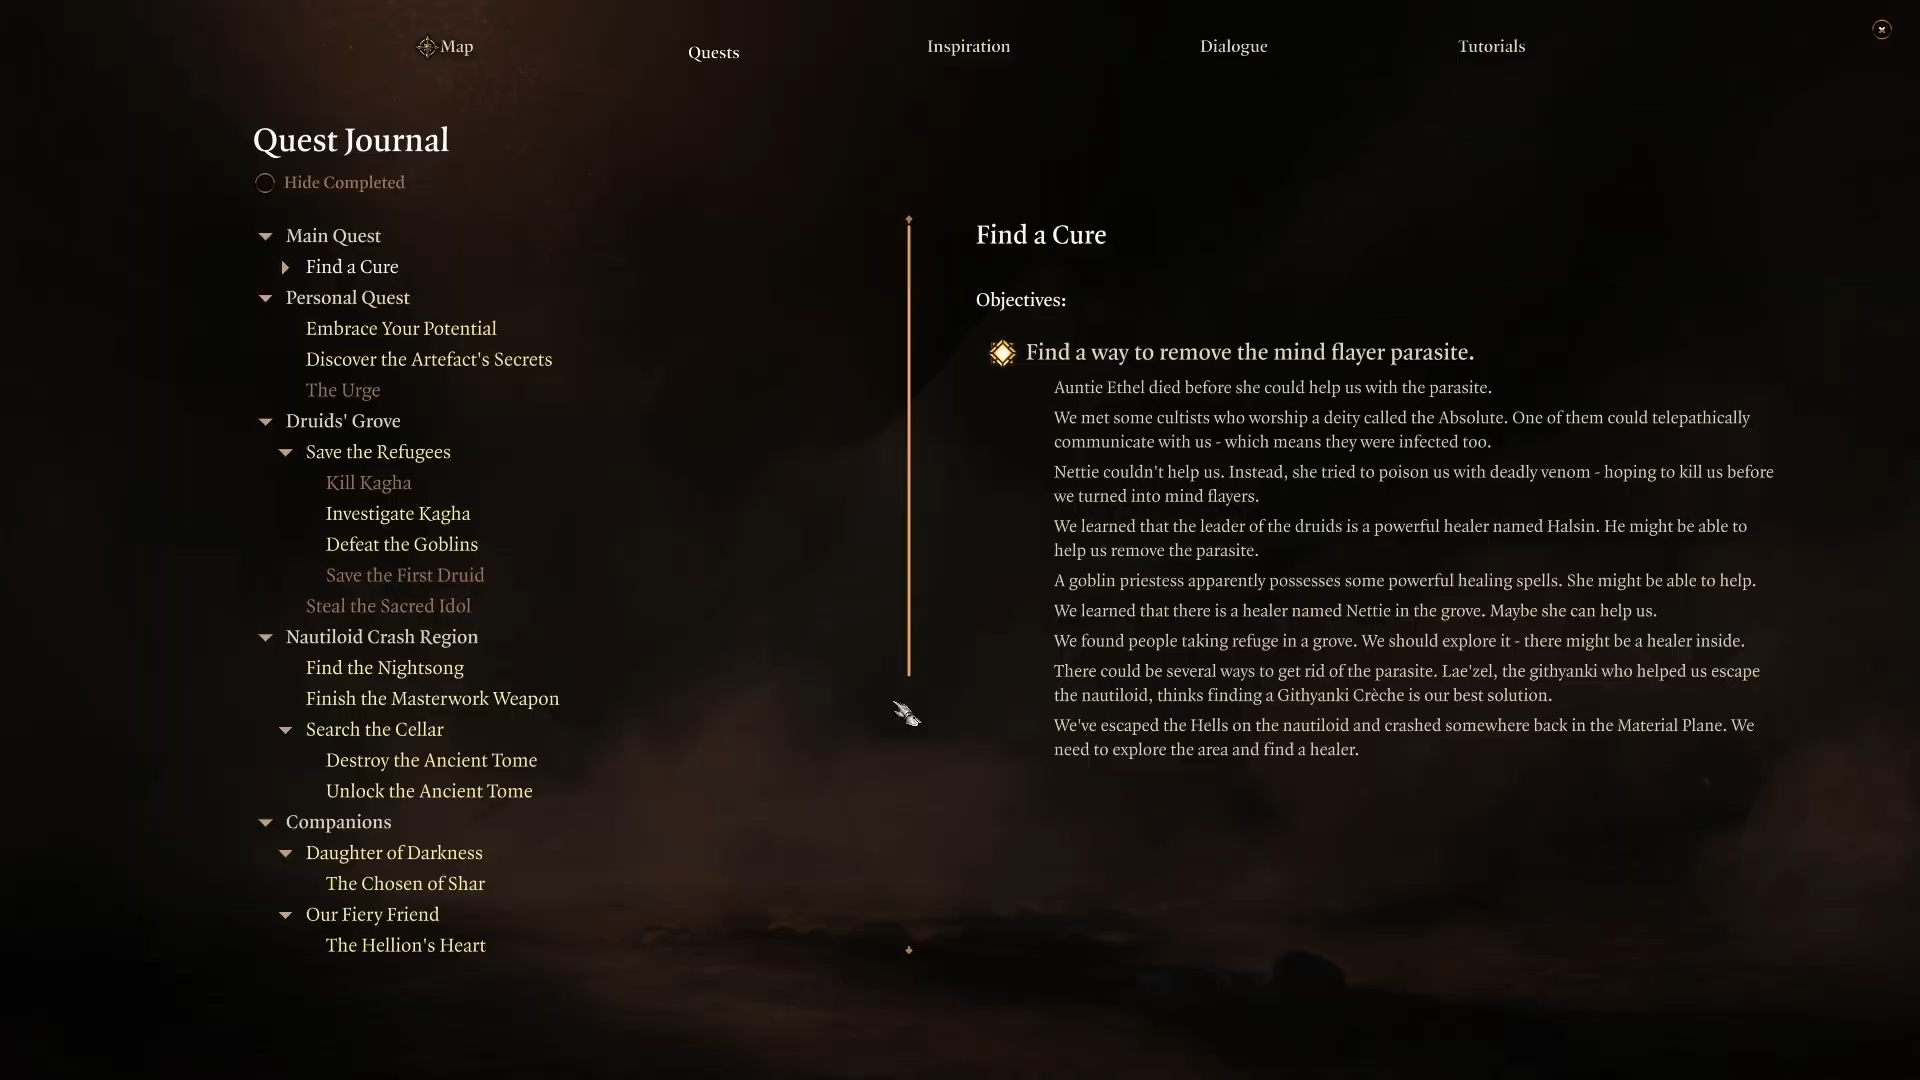 Map
Quests
Inspiration
Dialogue
Tutorials
Quest Journal
Hide Completed
Main Quest
Find a Cure
Personal Quest
Embrace Your Potential
Discover the Artefact's Secrets
The Urge
Druids' Grove
Save the Refugees
Kill Kagha
Investigate Kagha
Defeat the Goblins
Save the First Druid
Steal the Sacred Idol
Nautiloid Crash Region
Find the Nightsong
Finish the Masterwork Weapon
Search the Cellar
Destroy the Ancient Tome
Unlock the Ancient Tome
Companions
Daughter of Darkness
The Chosen of Shar
Our Fiery Friend
The Hellion's Heart
Find a Cure
Objectives:
Find a way to remove the mind flayer parasite.
Auntie Ethel died before she could help us with the parasite.
We met some cultists who worship a deity called the Absolute. One of them could telepathically
communicate with us - which means they were infected too.
Nettie couldn't help us. Instead, she tried to poison us with deadly venom - hoping to kill us before
we turned into mind flayers.
We learned that the leader of the druids is a powerful healer named Halsin. He might be able to
help us remove the parasite.
A goblin priestess apparently possesses some powerful healing spells. She might be able to help.
We learned that there is a healer named Nettie in the grove. Maybe she can help us.
We found people taking refuge in a grove. We should explore it - there might be a healer inside.
There could be several ways to get rid of the parasite. Lae'zel, the githyanki who helped us escape
the nautiloid, thinks finding a Githyanki Crèche is our best solution.
We've escaped the Hells on the nautiloid and crashed somewhere back in the Material Plane. We
need to explore the area and find a healer.